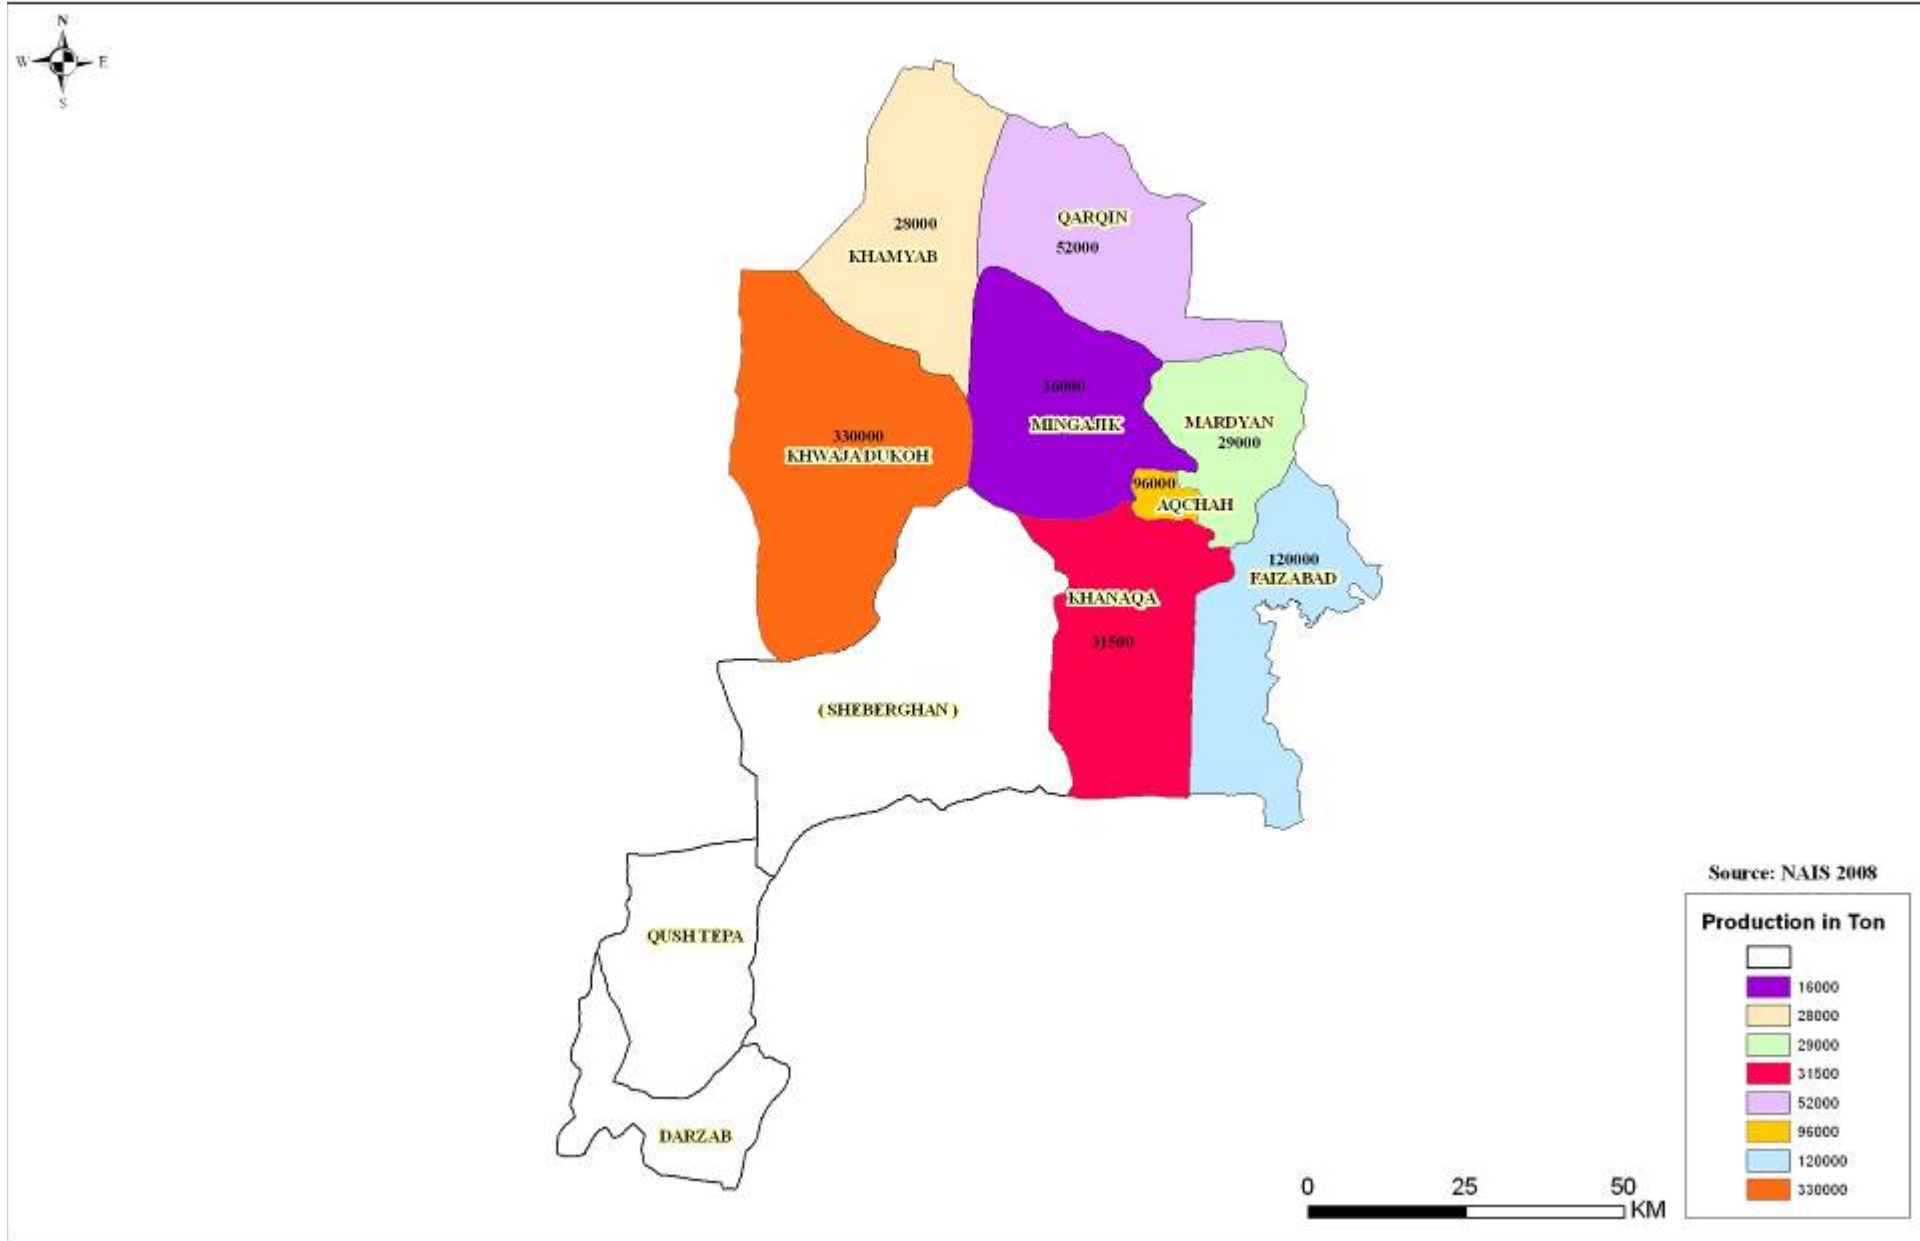 N
W E
S
28000
KHAMYAB
QARQIN
52000
16000
MINGAJIK
MARDYAN
29000
330000
KHWAJA DUKOH
96000
AQCHAH
120000
FAIZABAD
KHANAQA
31500
( SHEBERGHAN )
QUSH TEPA
DARZAB
Source: NAIS 2008
Production in Ton
16000
28000
29000
31500
52000
96000
120000
330000
0 25 50
KM